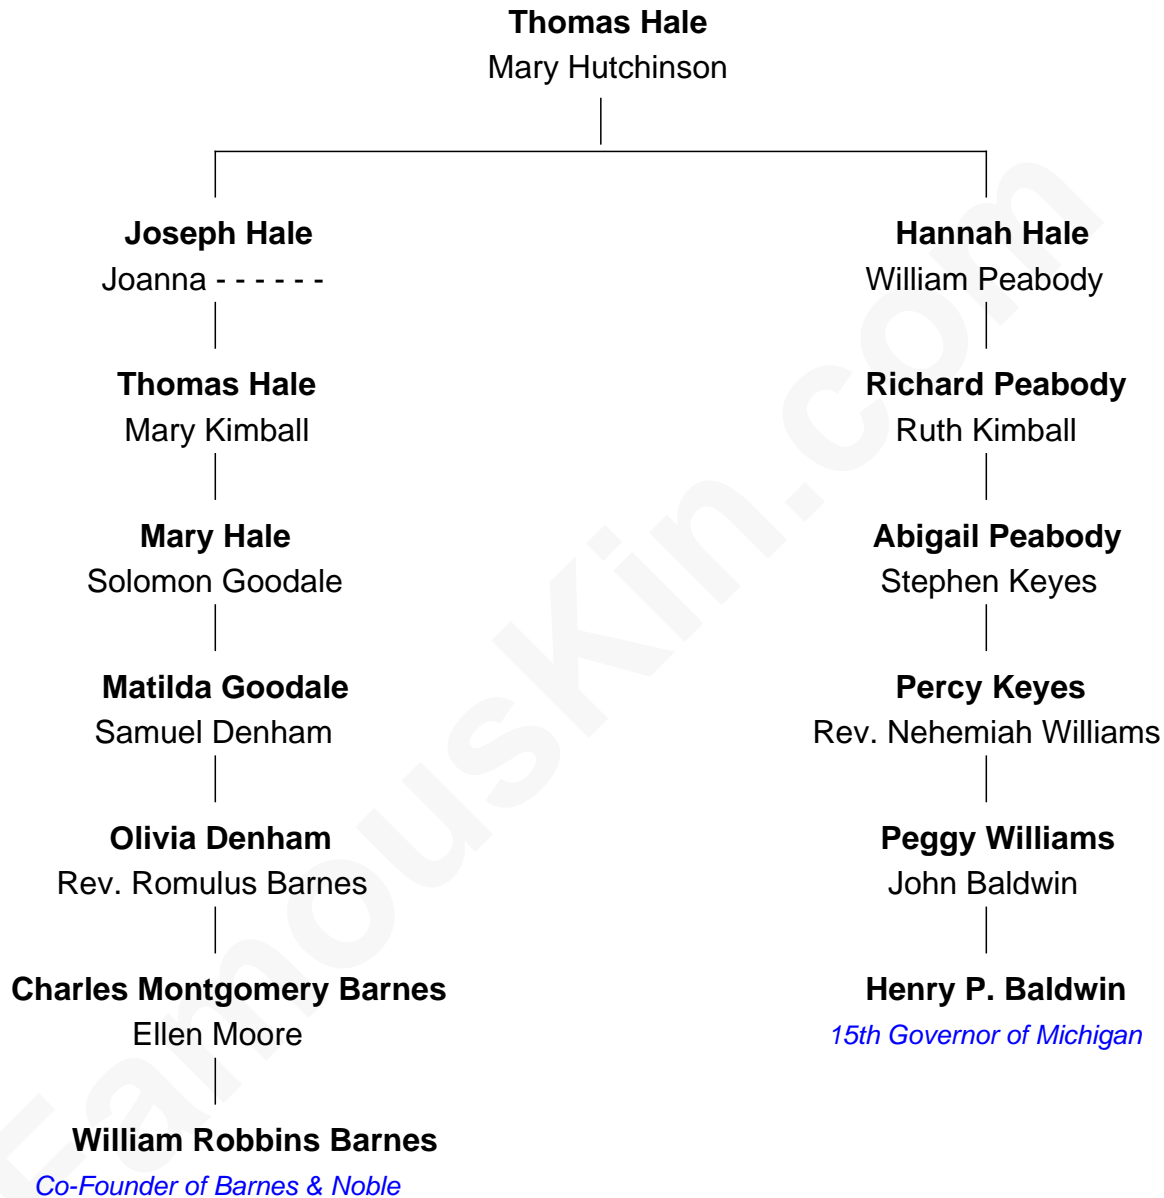 Thomas Hale
Mary Hutchinson
Joseph Hale
Joanna - - - - - -
Hannah Hale
William Peabody
Thomas Hale
Mary Kimball
Richard Peabody
Ruth Kimball
Mary Hale
Solomon Goodale
Abigail Peabody
Stephen Keyes
Matilda Goodale
Samuel Denham
Percy Keyes
Rev. Nehemiah Williams
Olivia Denham
Rev. Romulus Barnes
Peggy Williams
John Baldwin
Charles Montgomery Barnes
Ellen Moore
Henry P. Baldwin
15th Governor of Michigan
William Robbins Barnes
Co-Founder of Barnes & Noble
FamousKin.com